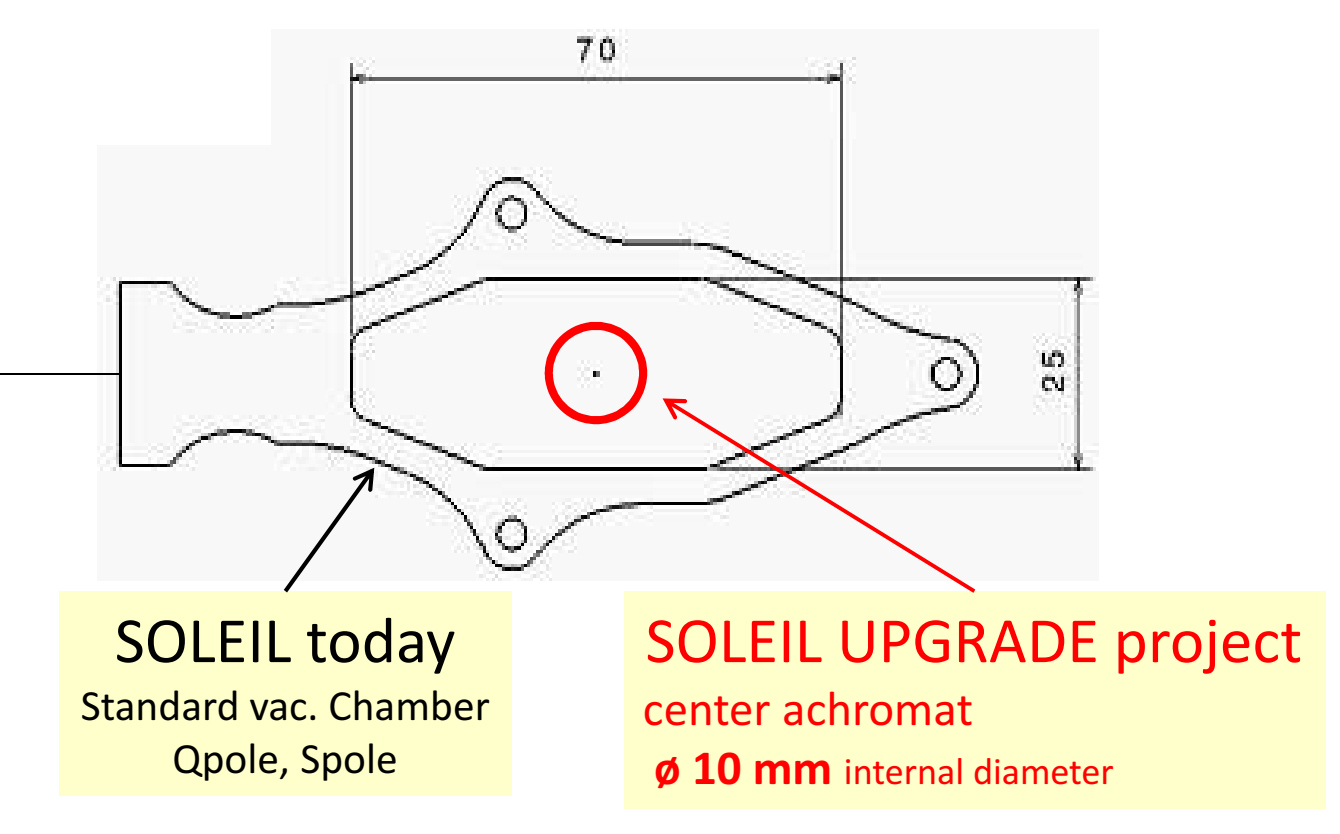 70
25
SOLEIL today
Standard vac. Chamber
Qpole, Spole
SOLEIL UPGRADE project
center achromat
ø 10 mm internal diameter